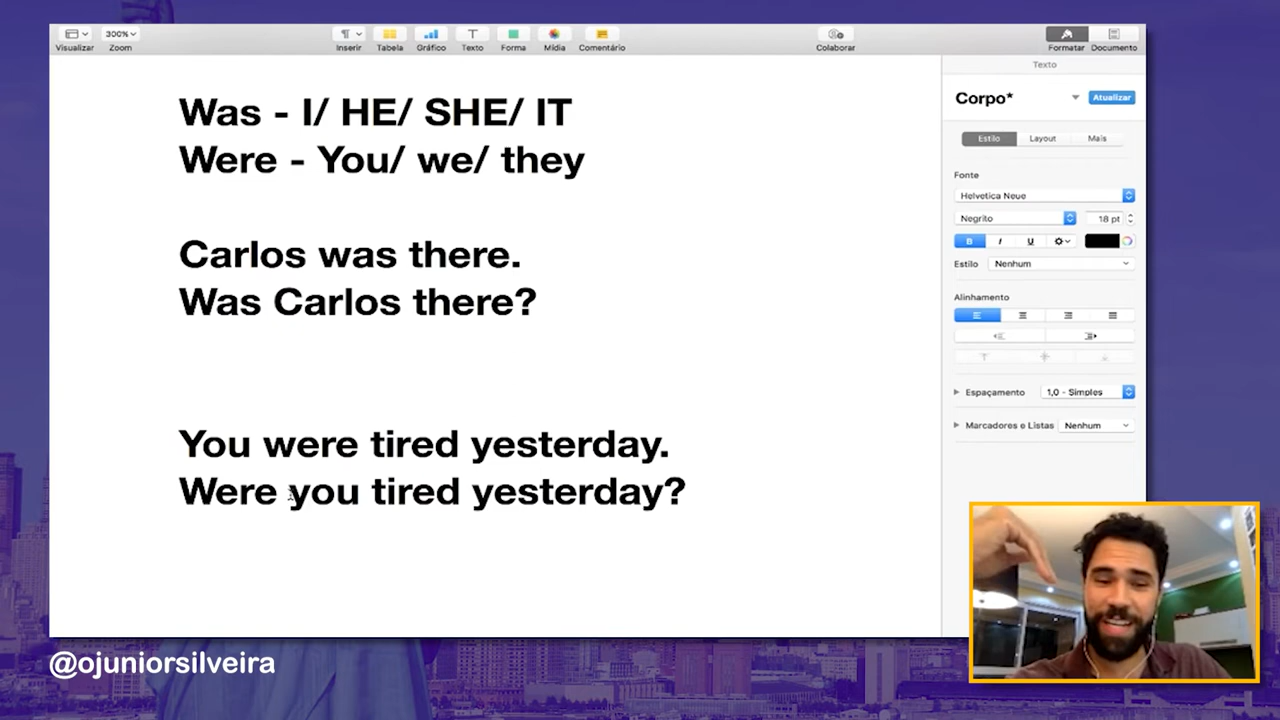 Visualizar
300%
Zoom
Inserir
Tabela
Gráfico
Texto
Forma
Mídia
Comentário
Colaborar
Formatar
Documento
Texto
Corpo*
Atualizar
Estilo
Layout
Mais
Fonte
Helvetica Neue
Negrito
18 pt
B I U
Estilo
Nenhum
Alinhamento
Espaçamento
1,0 - Simples
Marcadores e Listas
Nenhum
Was - I/ HE/ SHE/ IT
Were - You/ we/ they
Carlos was there.
Was Carlos there?
You were tired yesterday.
Were you tired yesterday?
@ojuniorsilveira